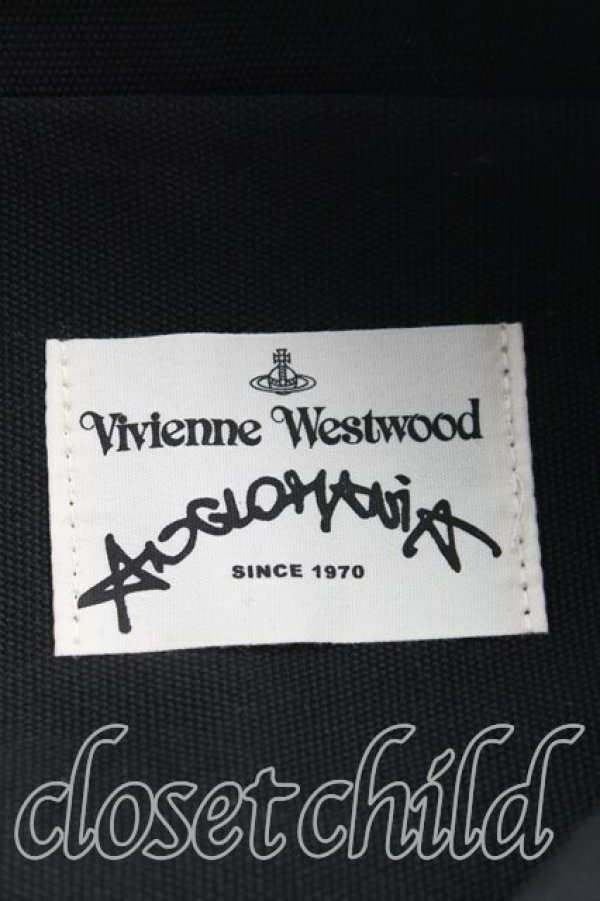 Vivienne Westwood
ANGLOMANIA
SINCE 1970
closet child